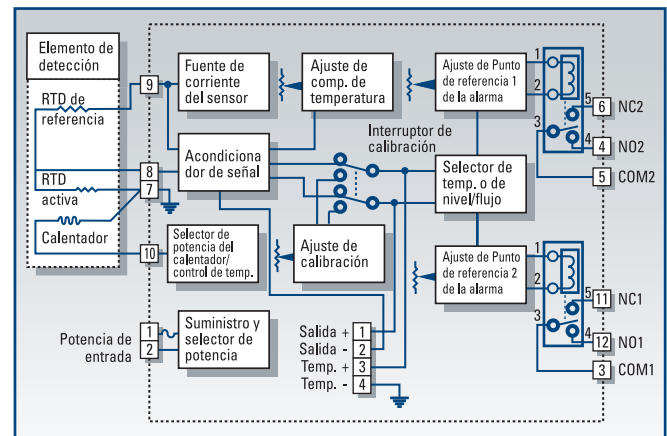 Elemento de
detección
RTD de
referencia
RTD
activa
Calentador
9
8
7
10
Potencia de
entrada
1
2
Fuente de
corriente
del sensor
Ajuste de
comp. de
temperatura
Ajuste de Punto
de referencia 1
de la alarma
1
2
3
5
4
6 NC2
4 NO2
5 COM2
Interruptor de
calibración
Acondiciona
dor de señal
Selector de
temp. o de
nivel/flujo
Selector de
potencia del
calentador/
control de temp.
Ajuste de
calibración
Ajuste de Punto
de referencia 2
de la alarma
1
2
3
5
4
11 NC1
12 NO1
3 COM1
Suministro y
selector de
potencia
Salida + 1
Salida - 2
Temp. + 3
Temp. - 4